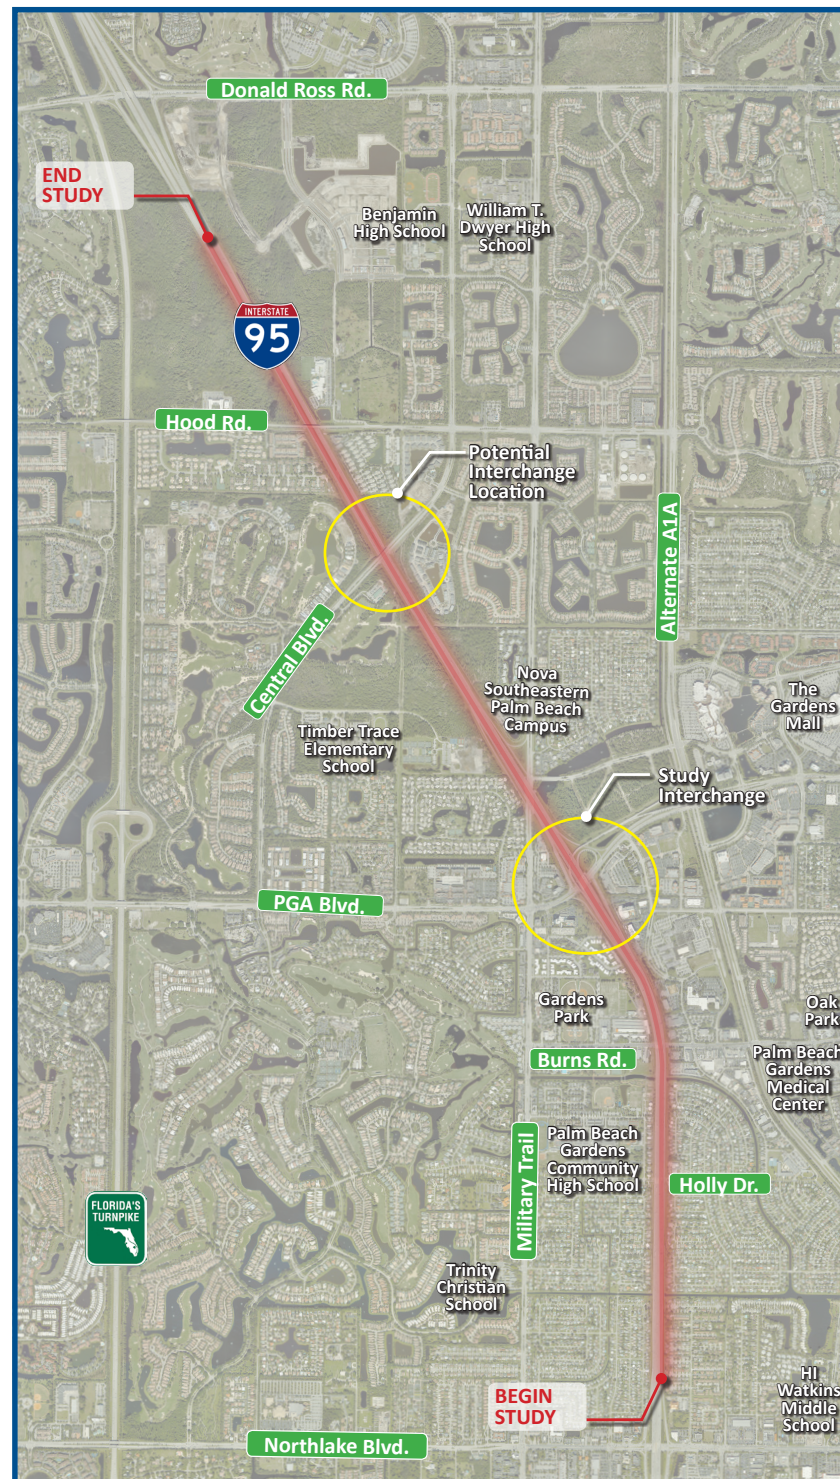 Donald Ross Rd.
END
STUDY
Benjamin
High School
William T.
Dwyer High
School
INTERSTATE
95
Hood Rd.
Potential
Interchange
Location
Alternate A1A
Central Blvd.
Nova
Southeastern
Palm Beach
Campus
The
Gardens
Mall
Timber Trace
Elementary
School
Study
Interchange
PGA Blvd.
Gardens
Park
Oak
Park
Burns Rd.
Palm Beach
Gardens
Medical
Center
Military Trail
Palm Beach
Gardens
Community
High School
Holly Dr.
FLORIDA'S
TURNPIKE
Trinity
Christian
School
HI
Watkins
Middle
School
BEGIN
STUDY
Northlake Blvd.